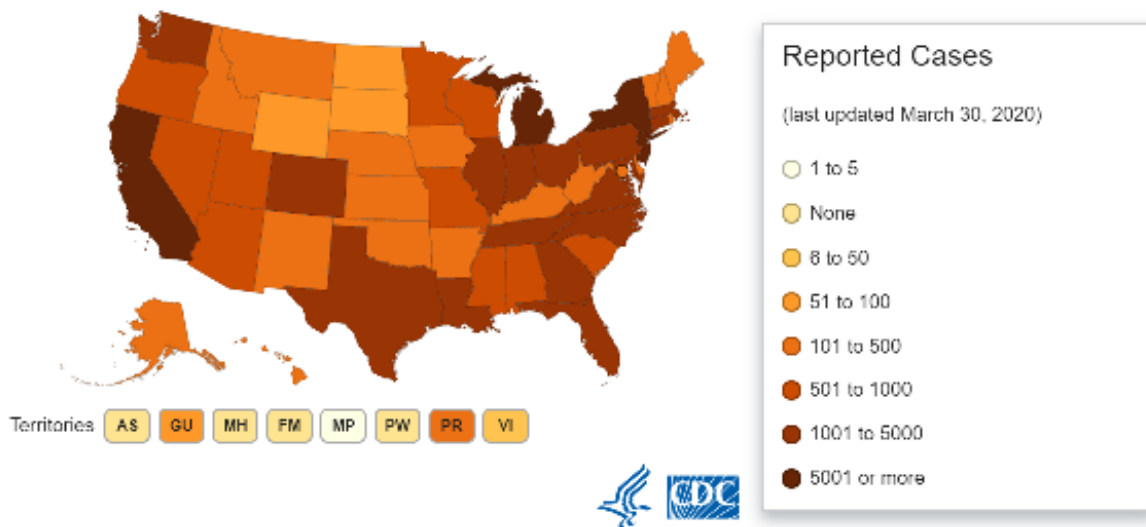 Reported Cases
(last updated March 30, 2020)
1 to 5
None
6 to 50
51 to 100
101 to 500
501 to 1000
1001 to 5000
5001 or more
Territories AS GU MH FM MP PW PR VI
CDC